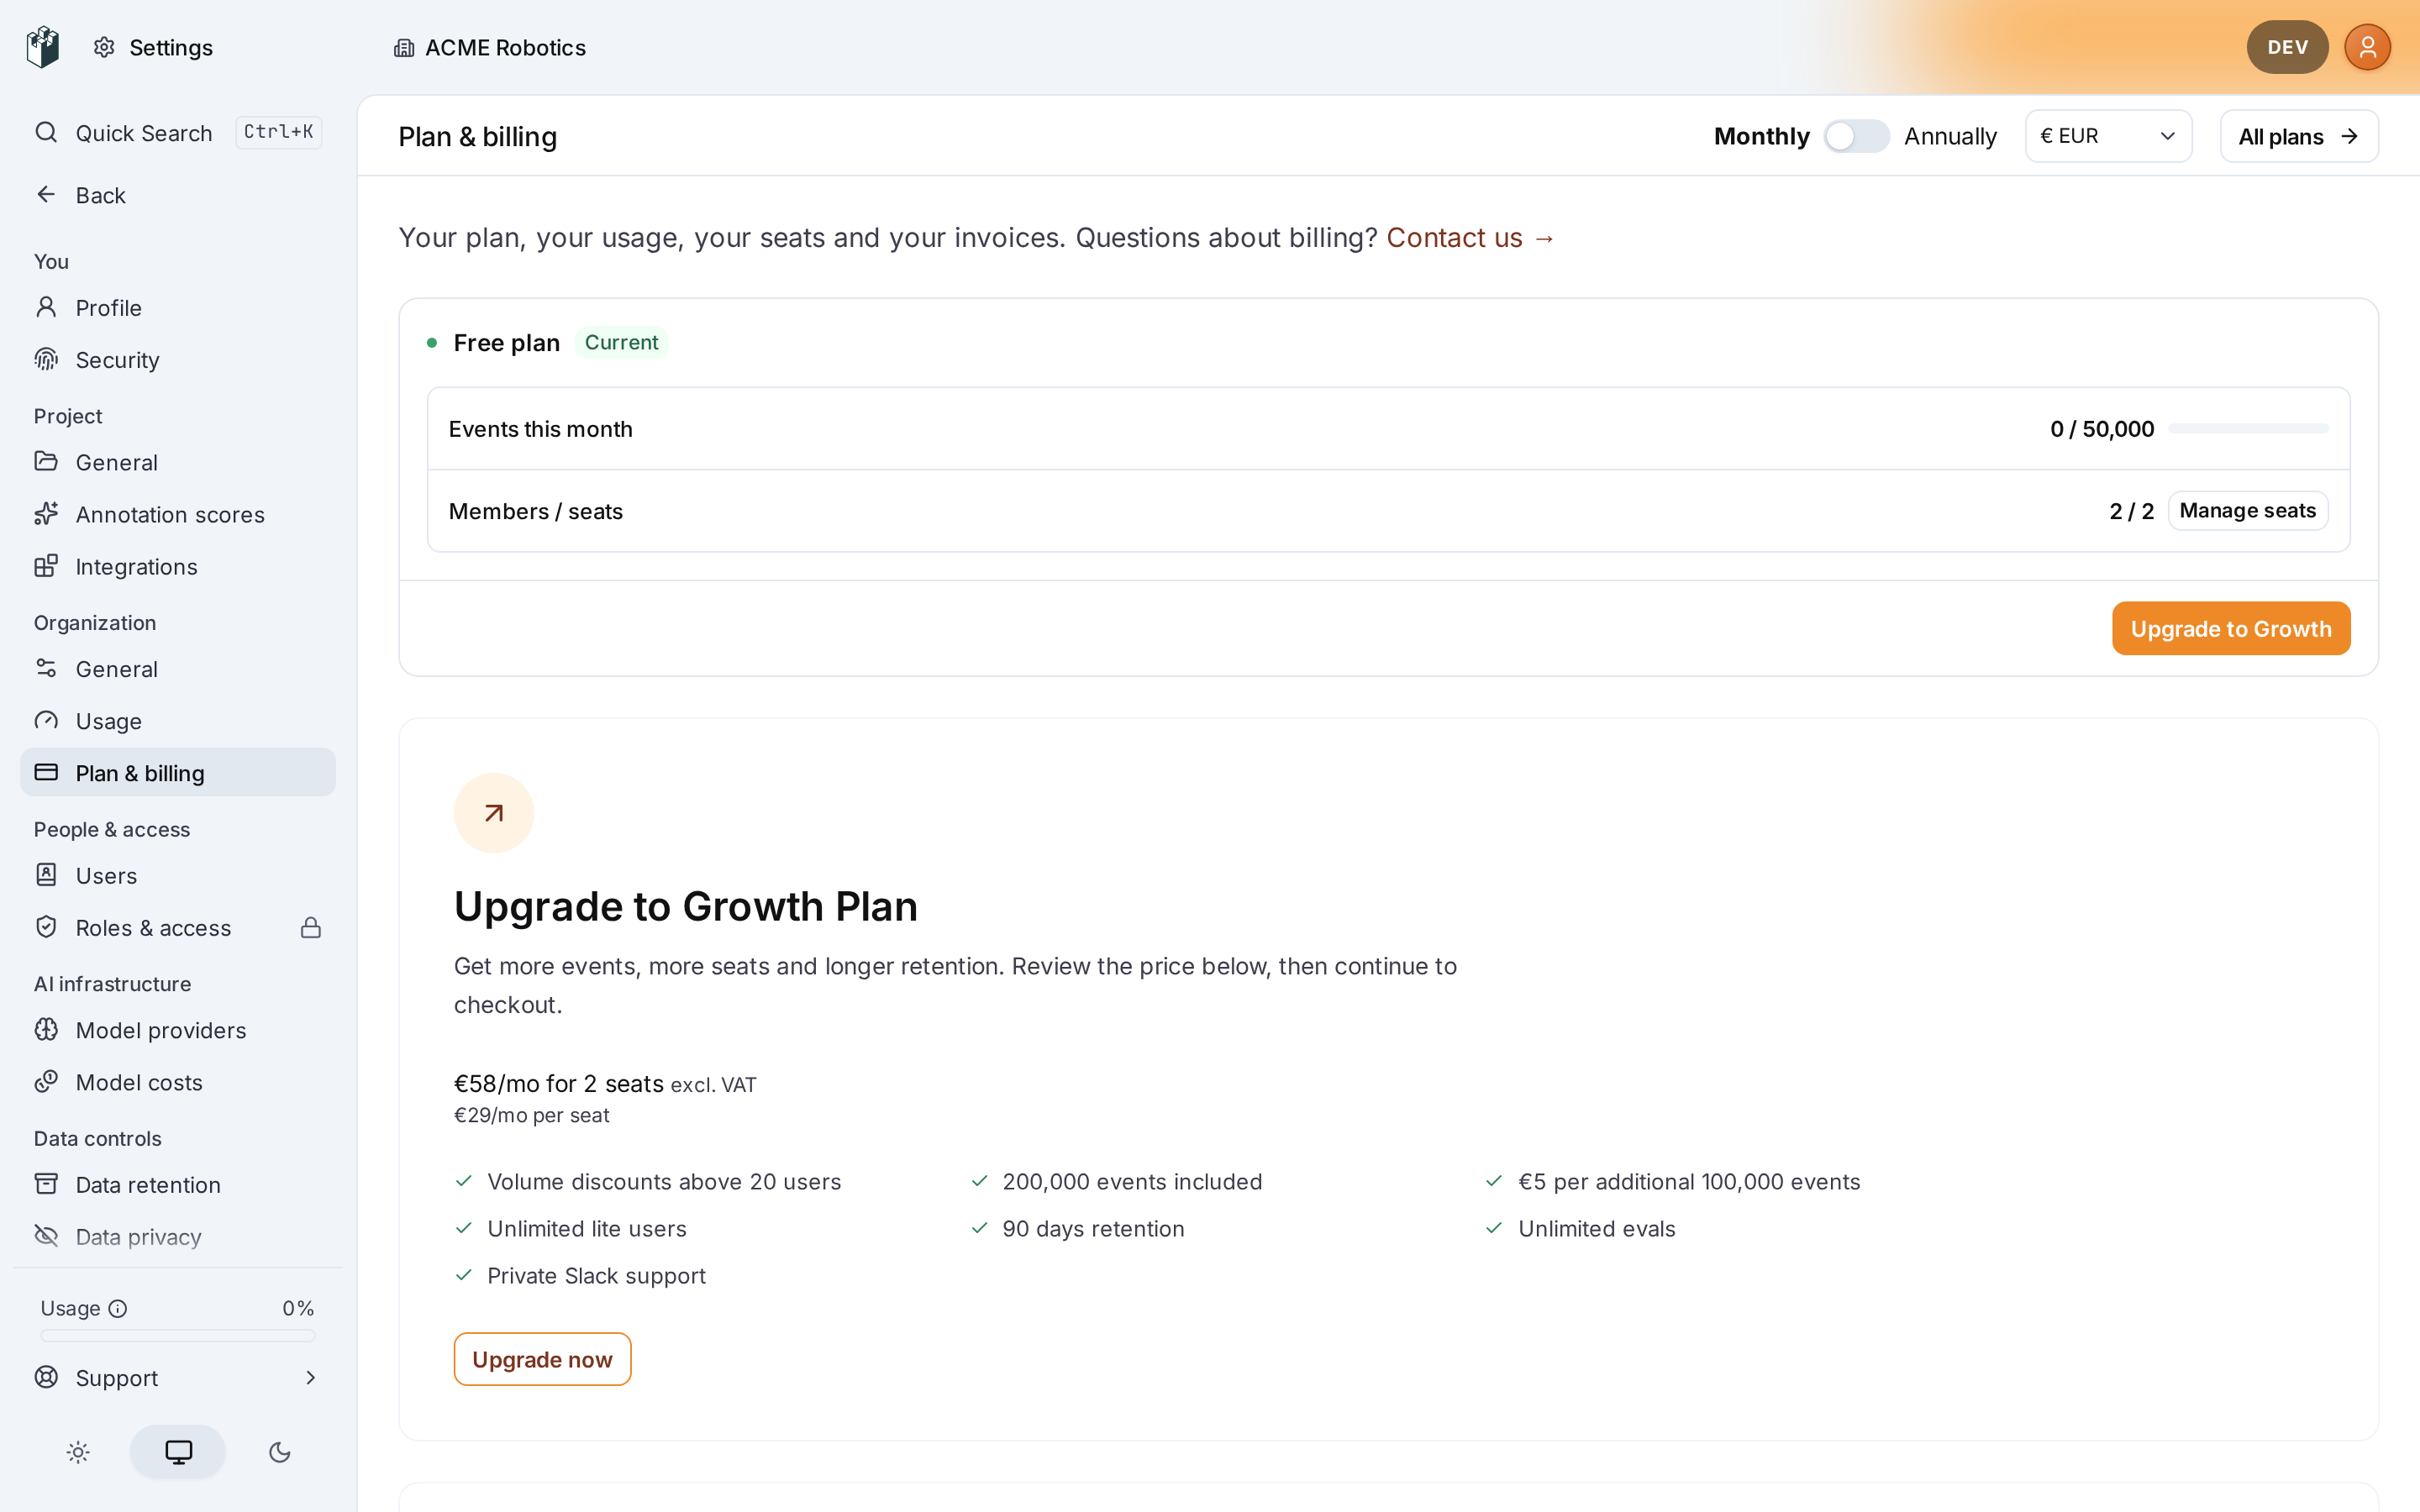 Settings
ACME Robotics
DEV
Quick Search Ctrl+K
Back
You
Profile
Security
Project
General
Annotation scores
Integrations
Organization
General
Usage
Plan & billing
People & access
Users
Roles & access
AI infrastructure
Model providers
Model costs
Data controls
Data retention
Data privacy
Usage 0%
Support
Plan & billing
Monthly Annually € EUR All plans →
Your plan, your usage, your seats and your invoices. Questions about billing? Contact us →
Free plan Current
Events this month 0 / 50,000
Members / seats 2 / 2 Manage seats
Upgrade to Growth
Upgrade to Growth Plan
Get more events, more seats and longer retention. Review the price below, then continue to
checkout.
€58/mo for 2 seats excl. VAT
€29/mo per seat
Volume discounts above 20 users 200,000 events included €5 per additional 100,000 events
Unlimited lite users 90 days retention Unlimited evals
Private Slack support
Upgrade now